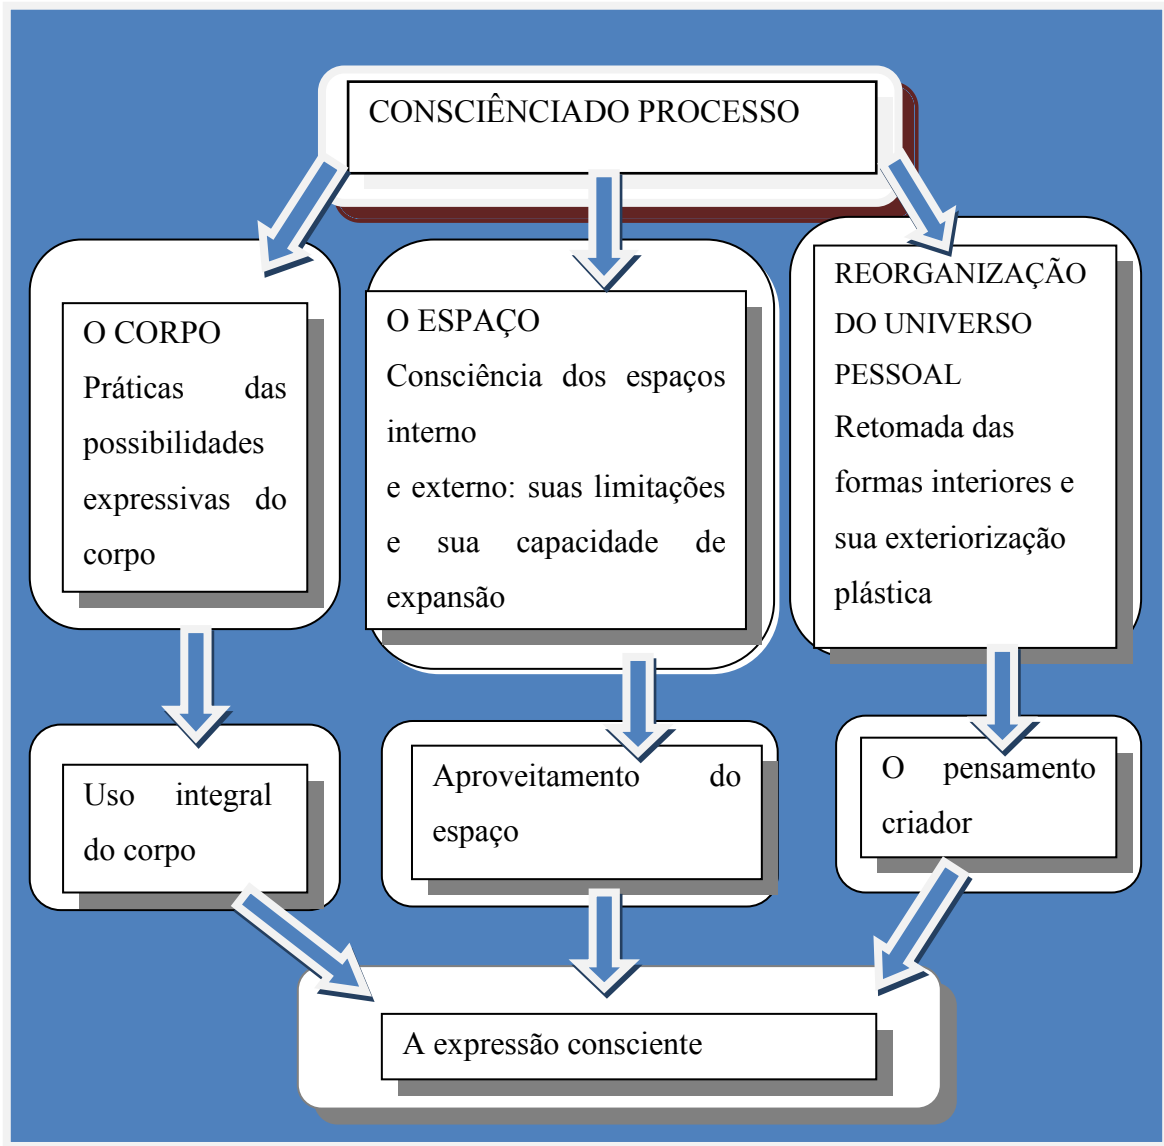 CONSCIÊNCIADO PROCESSO
O CORPO
Práticas das
possibilidades
expressivas do
corpo
O ESPAÇO
Consciência dos espaços
interno
e externo: suas limitações
e sua capacidade de
expansão
REORGANIZAÇÃO
DO UNIVERSO
PESSOAL
Retomada das
formas interiores e
sua exteriorização
plástica
Uso integral
do corpo
Aproveitamento do
espaço
O pensamento
criador
A expressão consciente